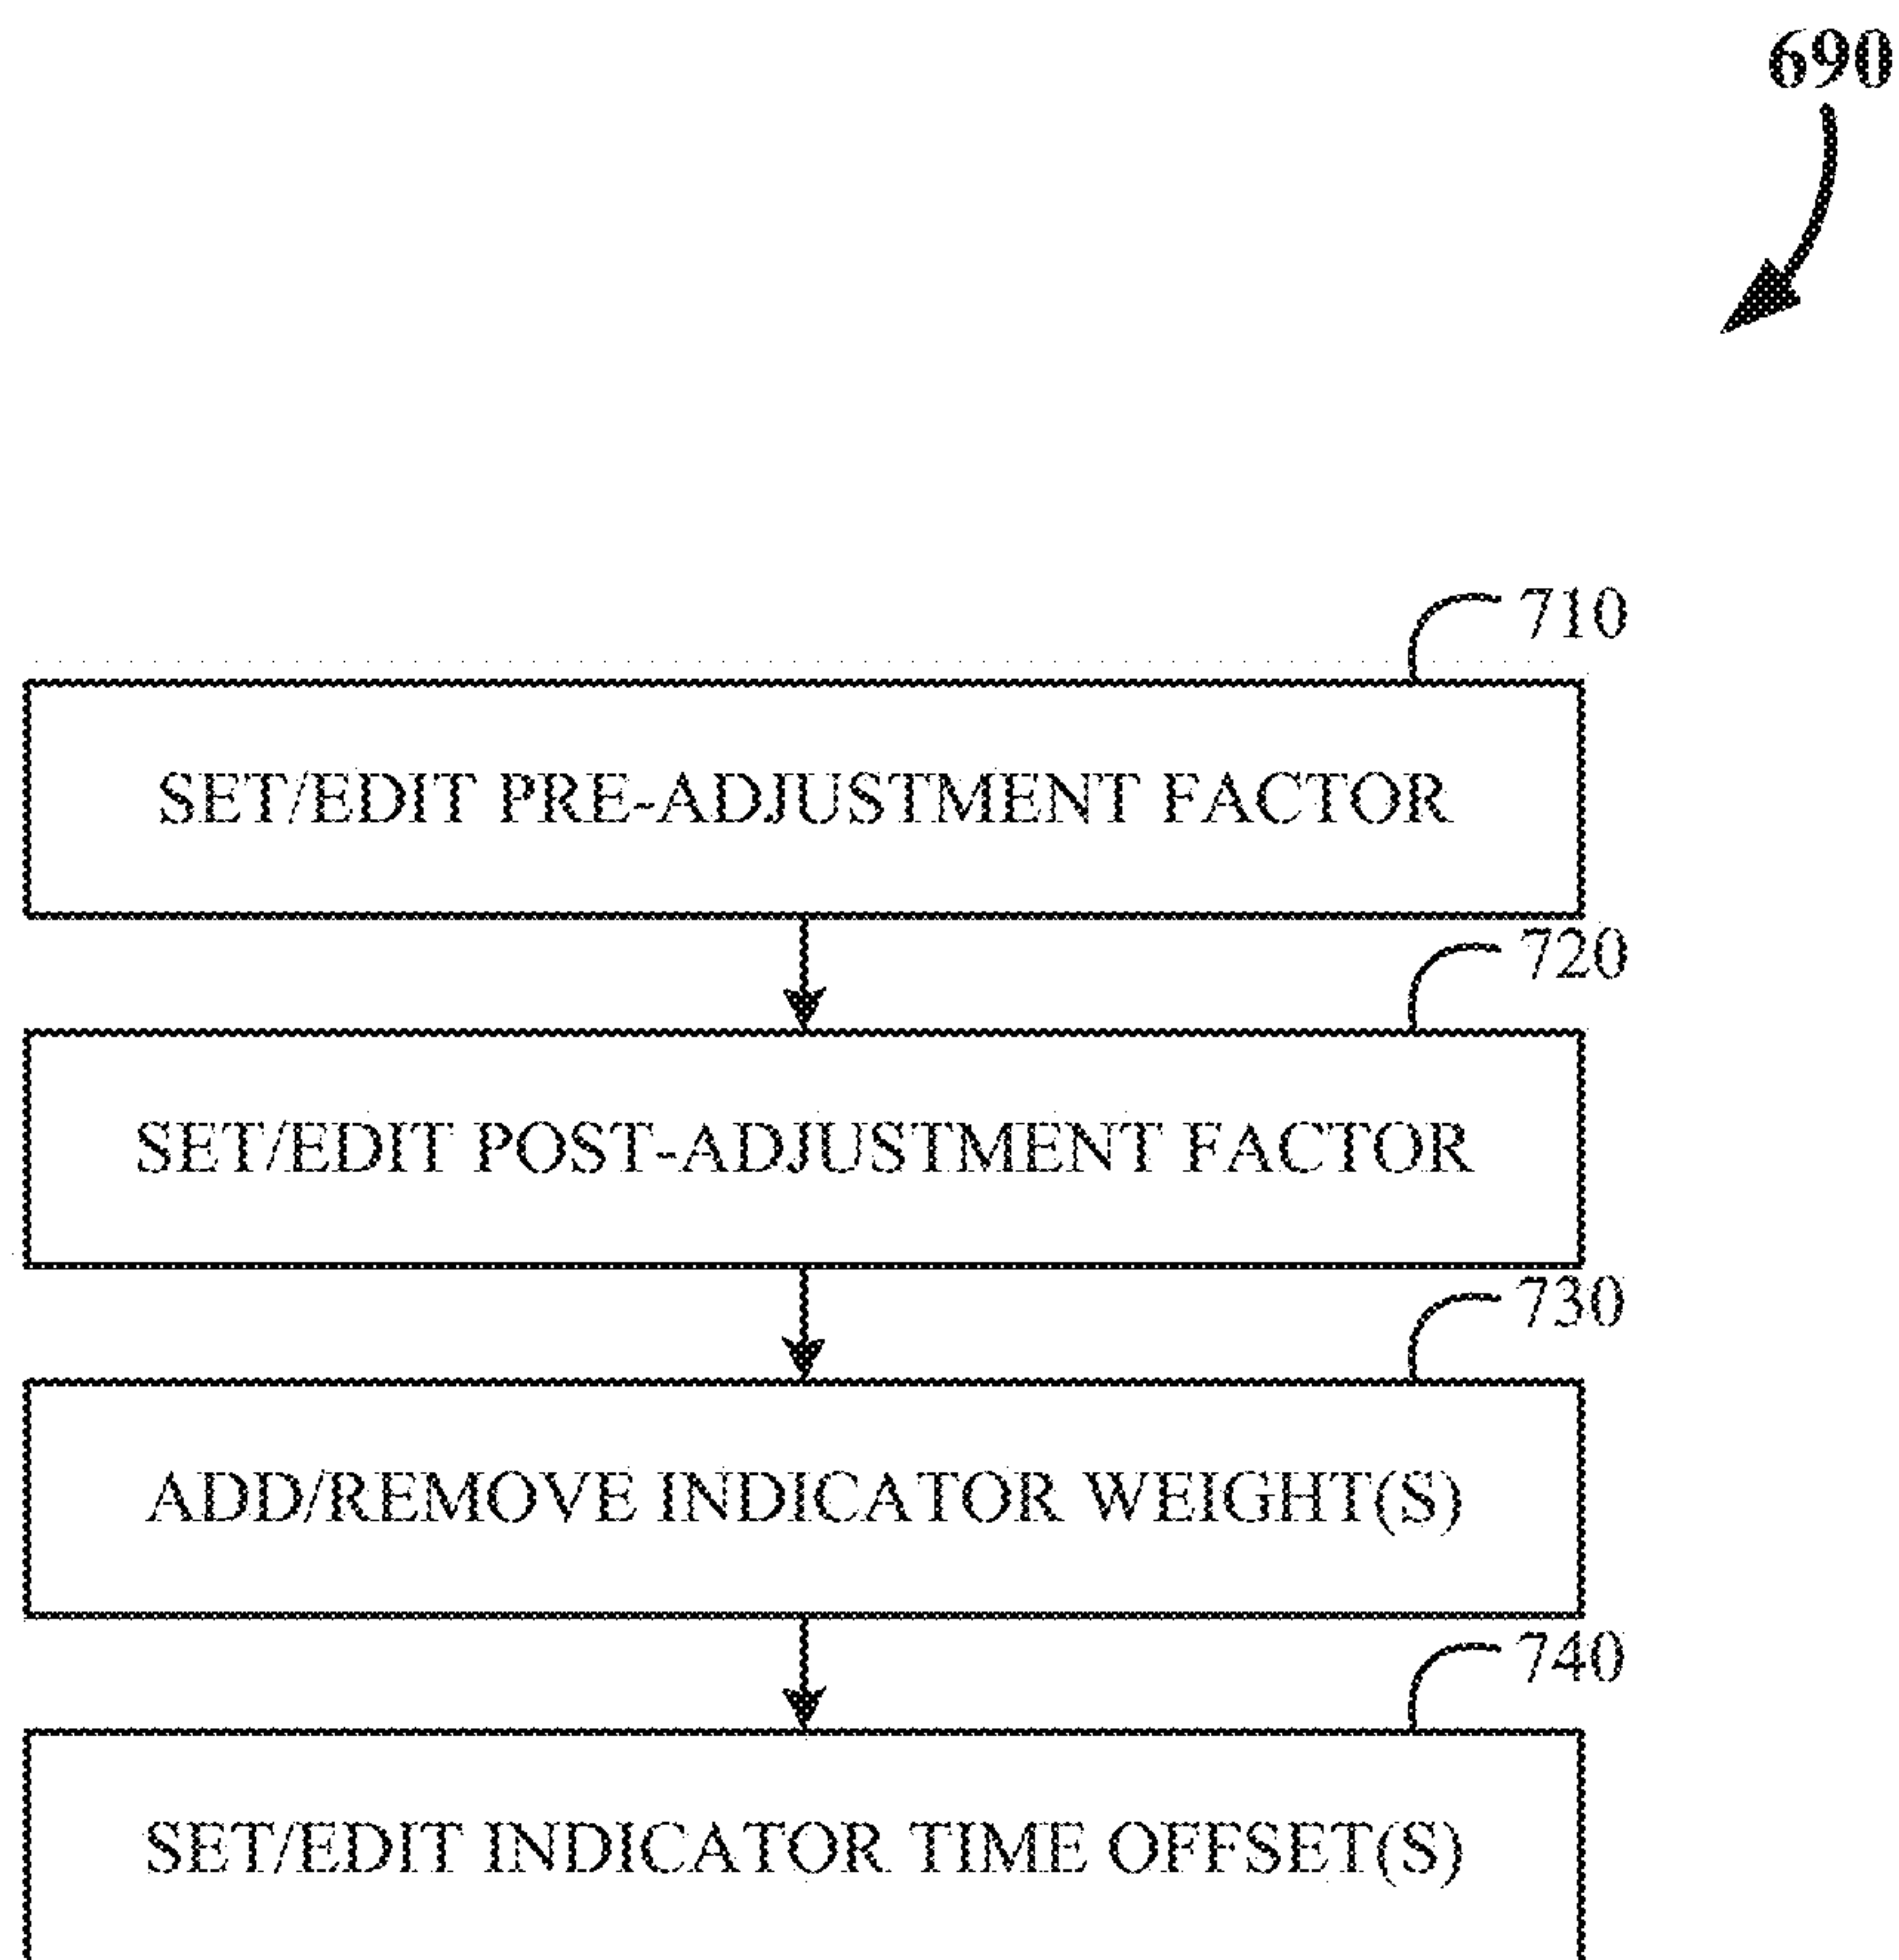 690
710
SET/EDIT PRE-ADJUSTMENT FACTOR
720
SET/EDIT POST-ADJUSTMENT FACTOR
730
ADD/REMOVE INDICATOR WEIGHT(S)
740
SET/EDIT INDICATOR TIME OFFSET(S)